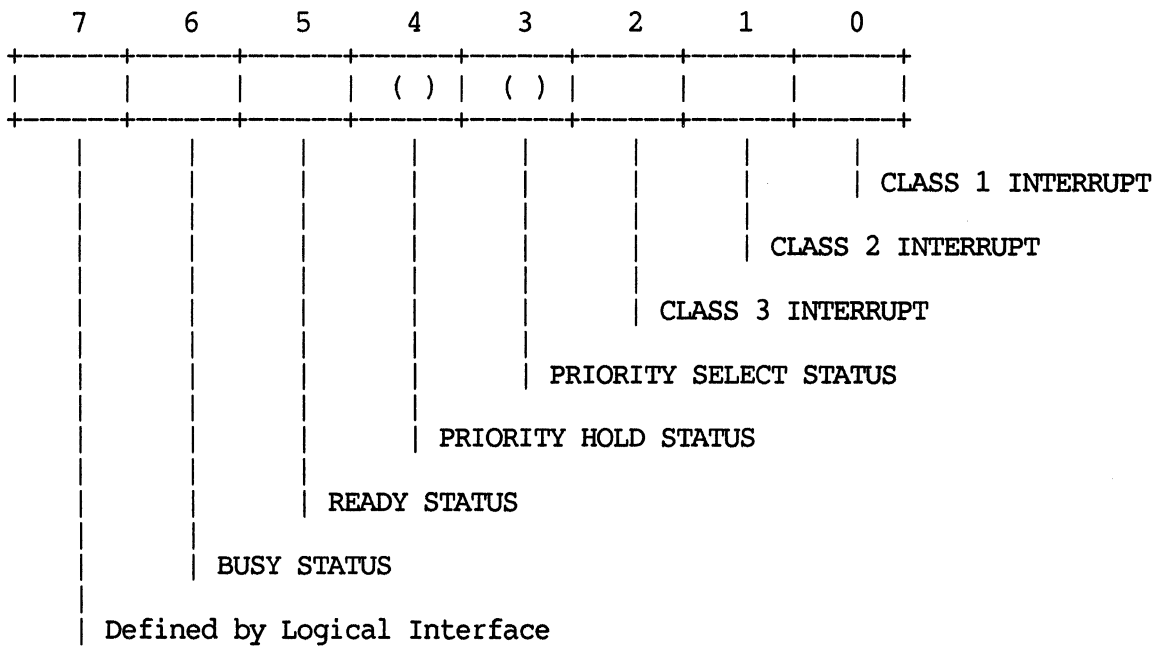 7 6 5 4 3 2 1 0
( ) ( )
CLASS 1 INTERRUPT
CLASS 2 INTERRUPT
CLASS 3 INTERRUPT
PRIORITY SELECT STATUS
PRIORITY HOLD STATUS
READY STATUS
BUSY STATUS
Defined by Logical Interface